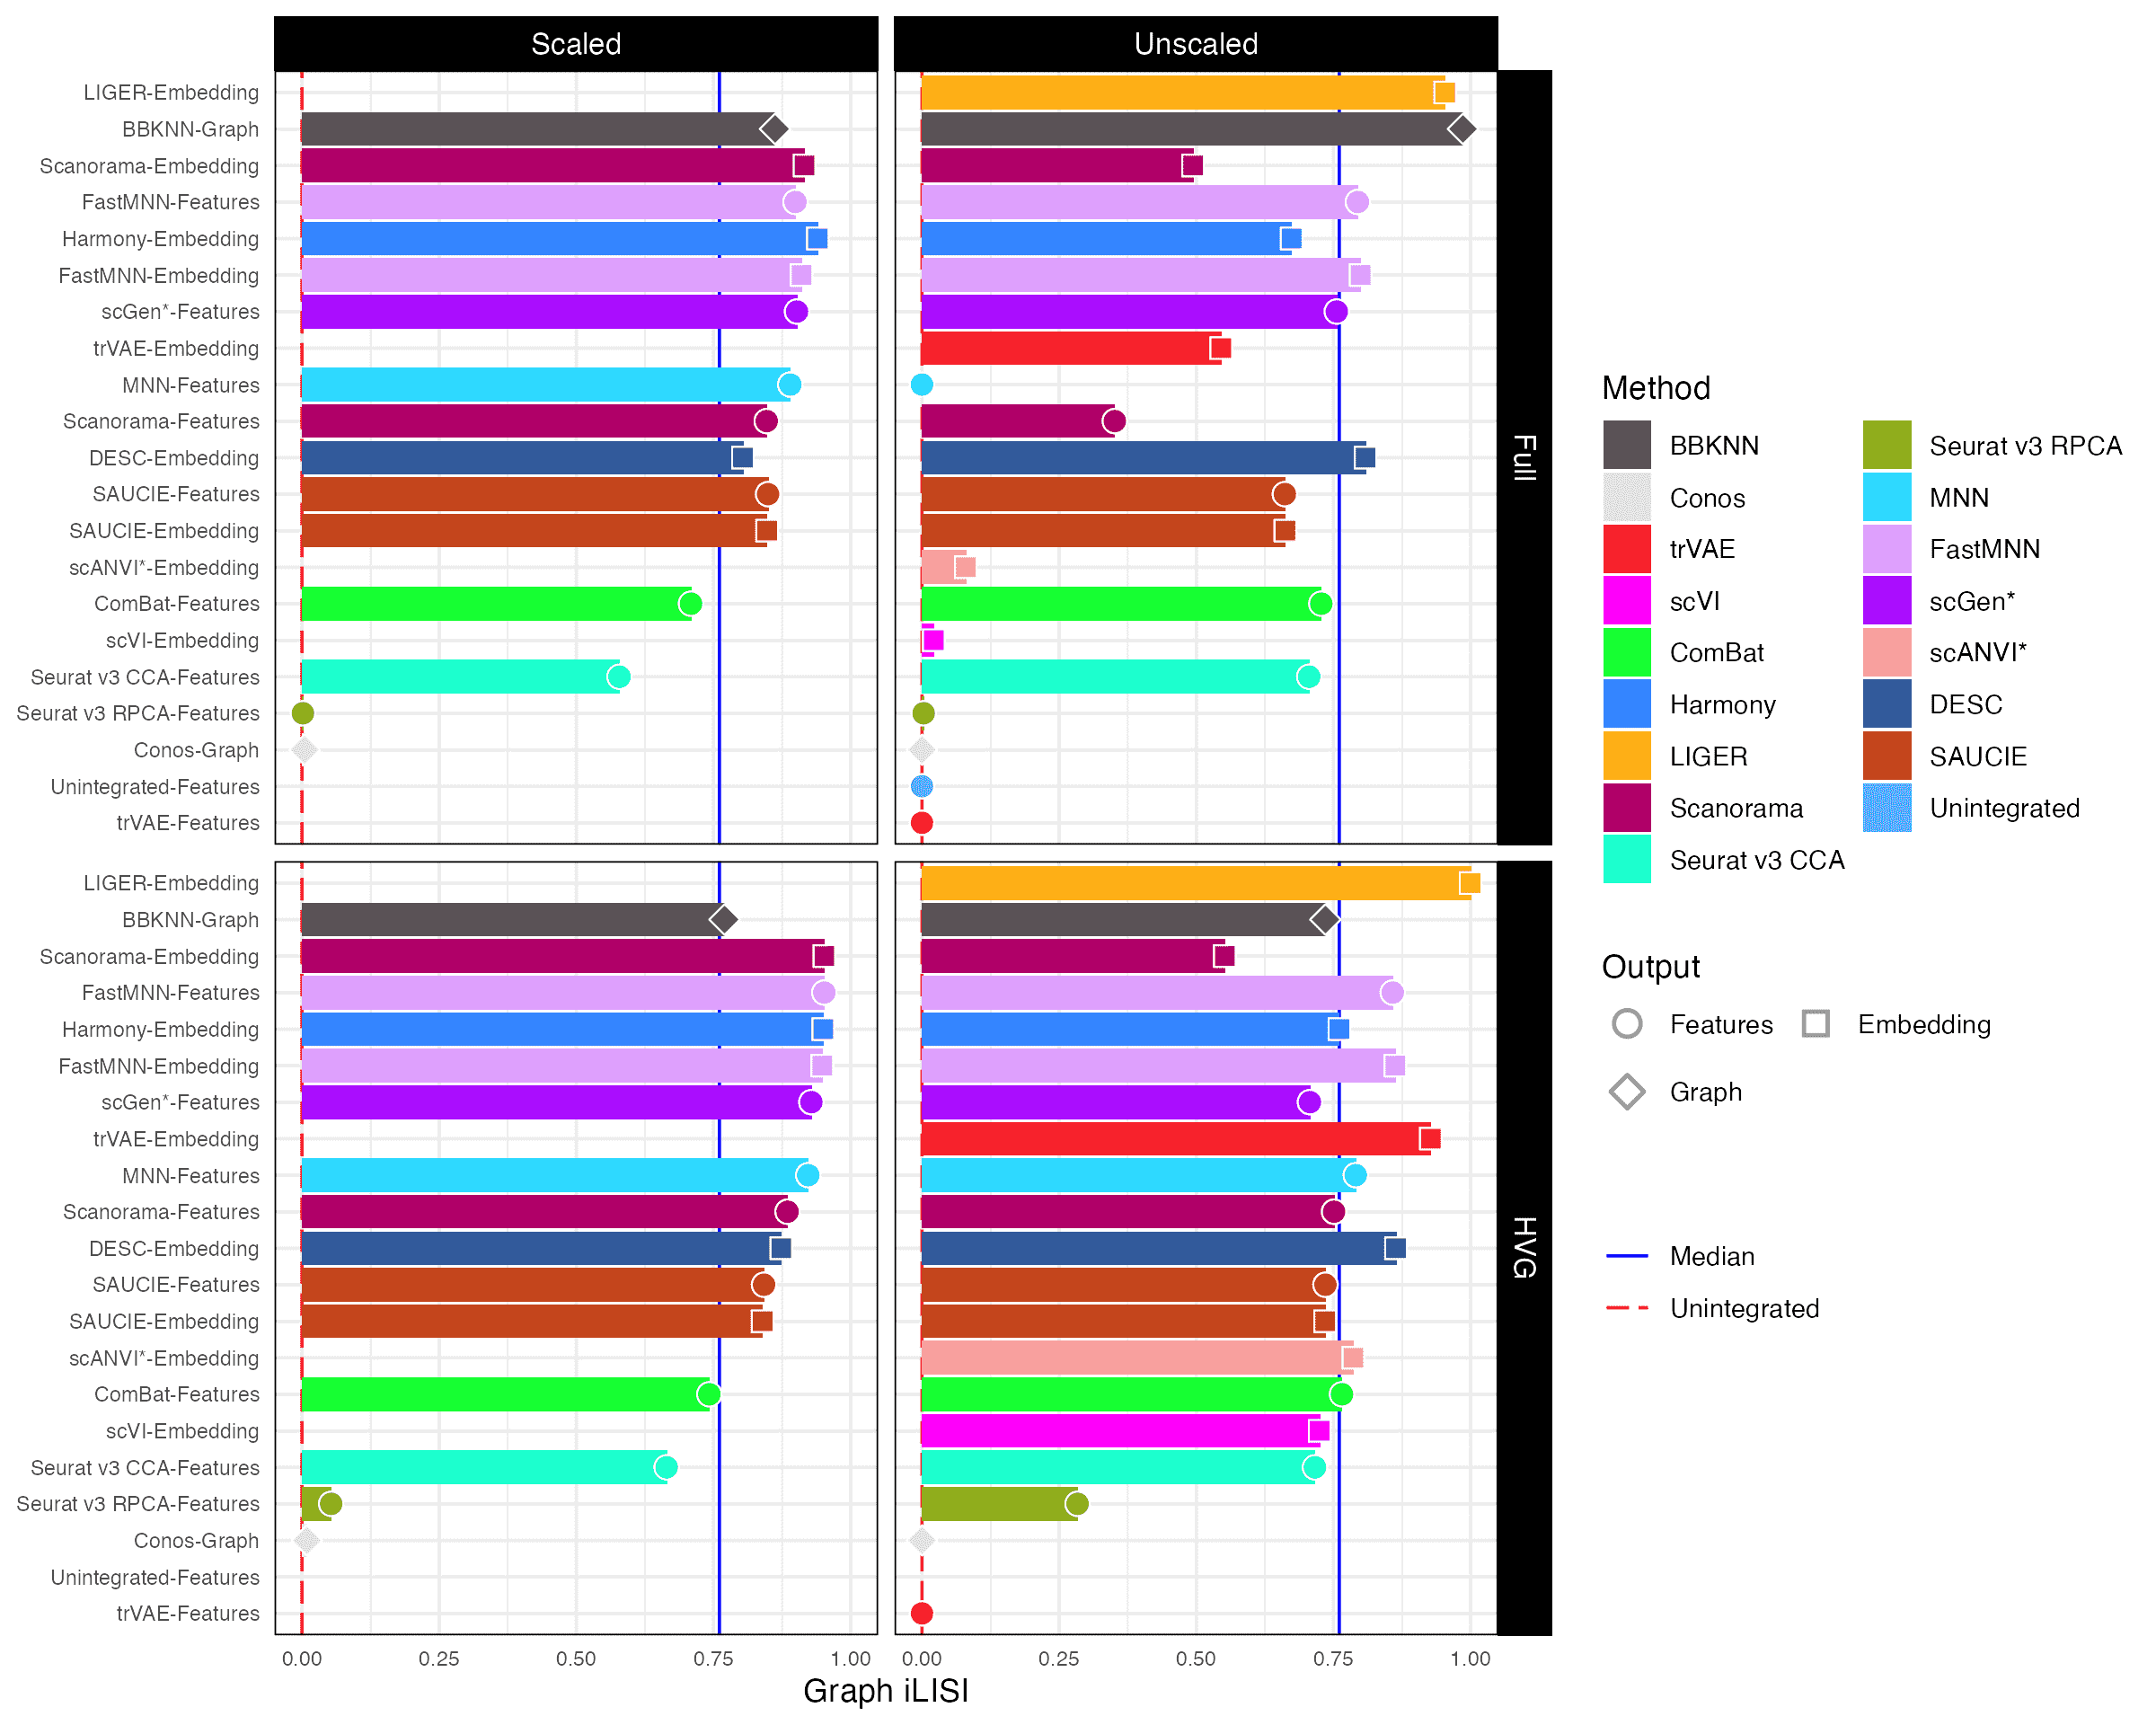 Scaled
Unscaled
LIGER-Embedding
BBKNN-Graph
Scanorama-Embedding
FastMNN-Features
Harmony-Embedding
FastMNN-Embedding
scGen*-Features
trVAE-Embedding
MNN-Features
Scanorama-Features
DESC-Embedding
SAUCIE-Features
SAUCIE-Embedding
scANVI*-Embedding
ComBat-Features
scVI-Embedding
Seurat v3 CCA-Features
Seurat v3 RPCA-Features
Conos-Graph
Unintegrated-Features
trVAE-Features
Full
LIGER-Embedding
BBKNN-Graph
Scanorama-Embedding
FastMNN-Features
Harmony-Embedding
FastMNN-Embedding
scGen*-Features
trVAE-Embedding
MNN-Features
Scanorama-Features
DESC-Embedding
SAUCIE-Features
SAUCIE-Embedding
scANVI*-Embedding
ComBat-Features
scVI-Embedding
Seurat v3 CCA-Features
Seurat v3 RPCA-Features
Conos-Graph
Unintegrated-Features
trVAE-Features
HVG
0.00 0.25 0.50 0.75 1.00
0.00 0.25 0.50 0.75 1.00
Graph iLISI
Method
BBKNN
Conos
trVAE
scVI
ComBat
Harmony
LIGER
Scanorama
Seurat v3 CCA
Seurat v3 RPCA
MNN
FastMNN
scGen*
scANVI*
DESC
SAUCIE
Unintegrated
Output
Features
Embedding
Graph
Median
Unintegrated